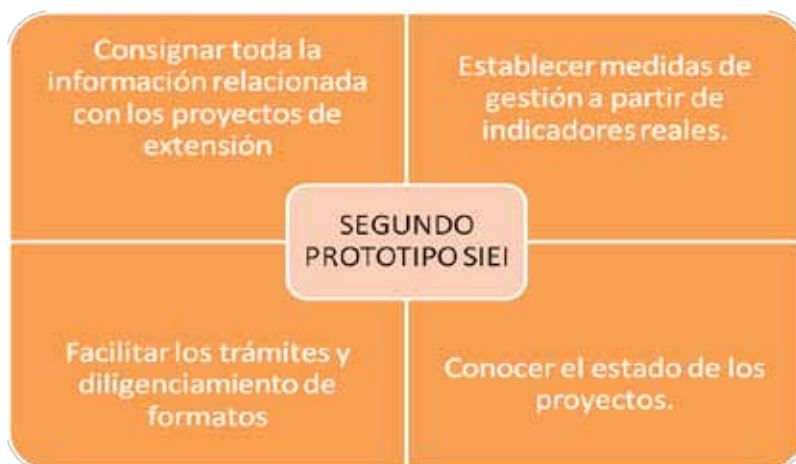 Consignar toda la
información relacionada
con los proyectos de
extensión
Establecer medidas de
gestión a partir de
indicadores reales.
SEGUNDO
PROTOTIPO SIEI
Facilitar los trámites y
diligenciamiento de
formatos
Conocer el estado de los
proyectos.